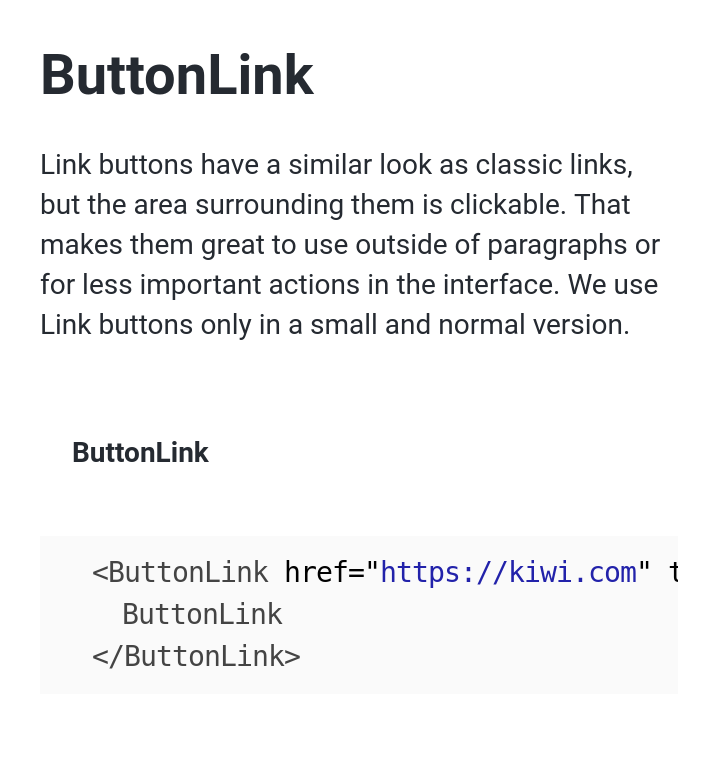 ButtonLink
Link buttons have a similar look as classic links,
but the area surrounding them is clickable. That
makes them great to use outside of paragraphs or
for less important actions in the interface. We use
Link buttons only in a small and normal version.
ButtonLink
<ButtonLink href="https://kiwi.com" t
ButtonLink
</ButtonLink>